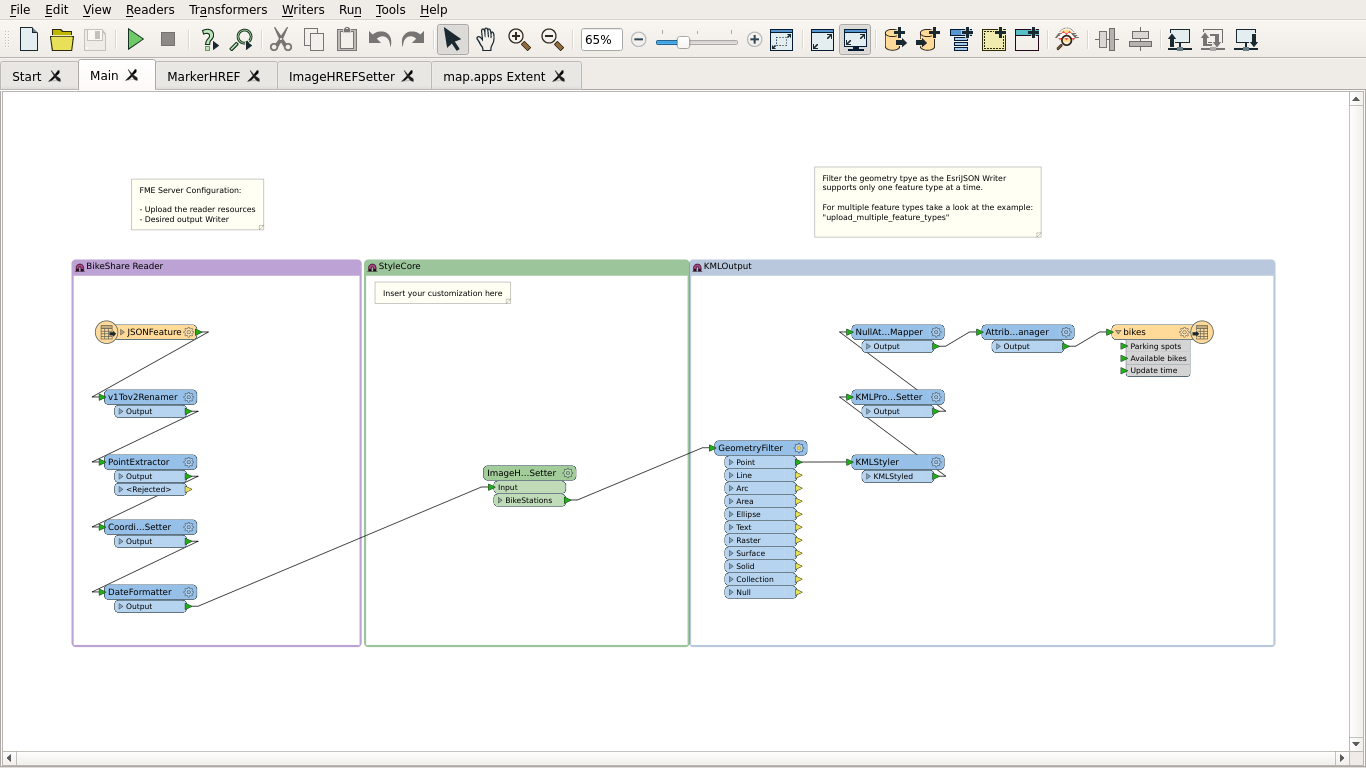 File Edit View Readers Transformers Writers Run Tools Help
65%
Start Main MarkerHREF ImageHREFSetter map.apps Extent
FME Server Configuration:
- Upload the reader resources
- Desired output Writer
Filter the geometry tpye as the EsriJSON Writer
supports only one feature type at a time.
For multiple feature types take a look at the example:
"upload_multiple_feature_types"
BikeShare Reader
JSONFeature
v1Tov2Renamer
Output
PointExtractor
Output
<Rejected>
Coordi...Setter
Output
DateFormatter
Output
StyleCore
Insert your customization here
ImageH...Setter
Input
BikeStations
KMLOutput
GeometryFilter
Point
Line
Arc
Area
Ellipse
Text
Raster
Surface
Solid
Collection
Null
NullAt...Mapper
Output
KMLPro...Setter
Output
KMLStyler
KMLStyled
Attrib...anager
Output
bikes
Parking spots
Available bikes
Update time